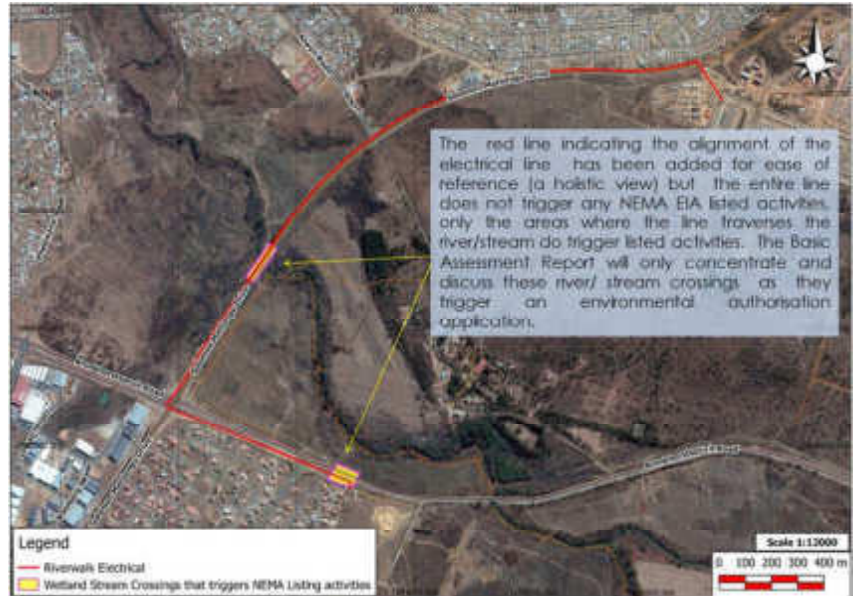 The red line indicating the alignment of the
electrical line has been added for ease of
reference (a holistic view) but the entire line
does not trigger any NEMA EIA listed activities,
only the areas where the line traverses the
river/stream do trigger listed activities. The Basic
Assessment Report will only concentrate and
discuss these river/ stream crossings as they
trigger an environmental authorisation
application.
Legend
Riverwalk Electrical
Wetland Stream Crossings that triggers NEMA Listing activities
Scale 1:12000
0 100 200 300 400 m